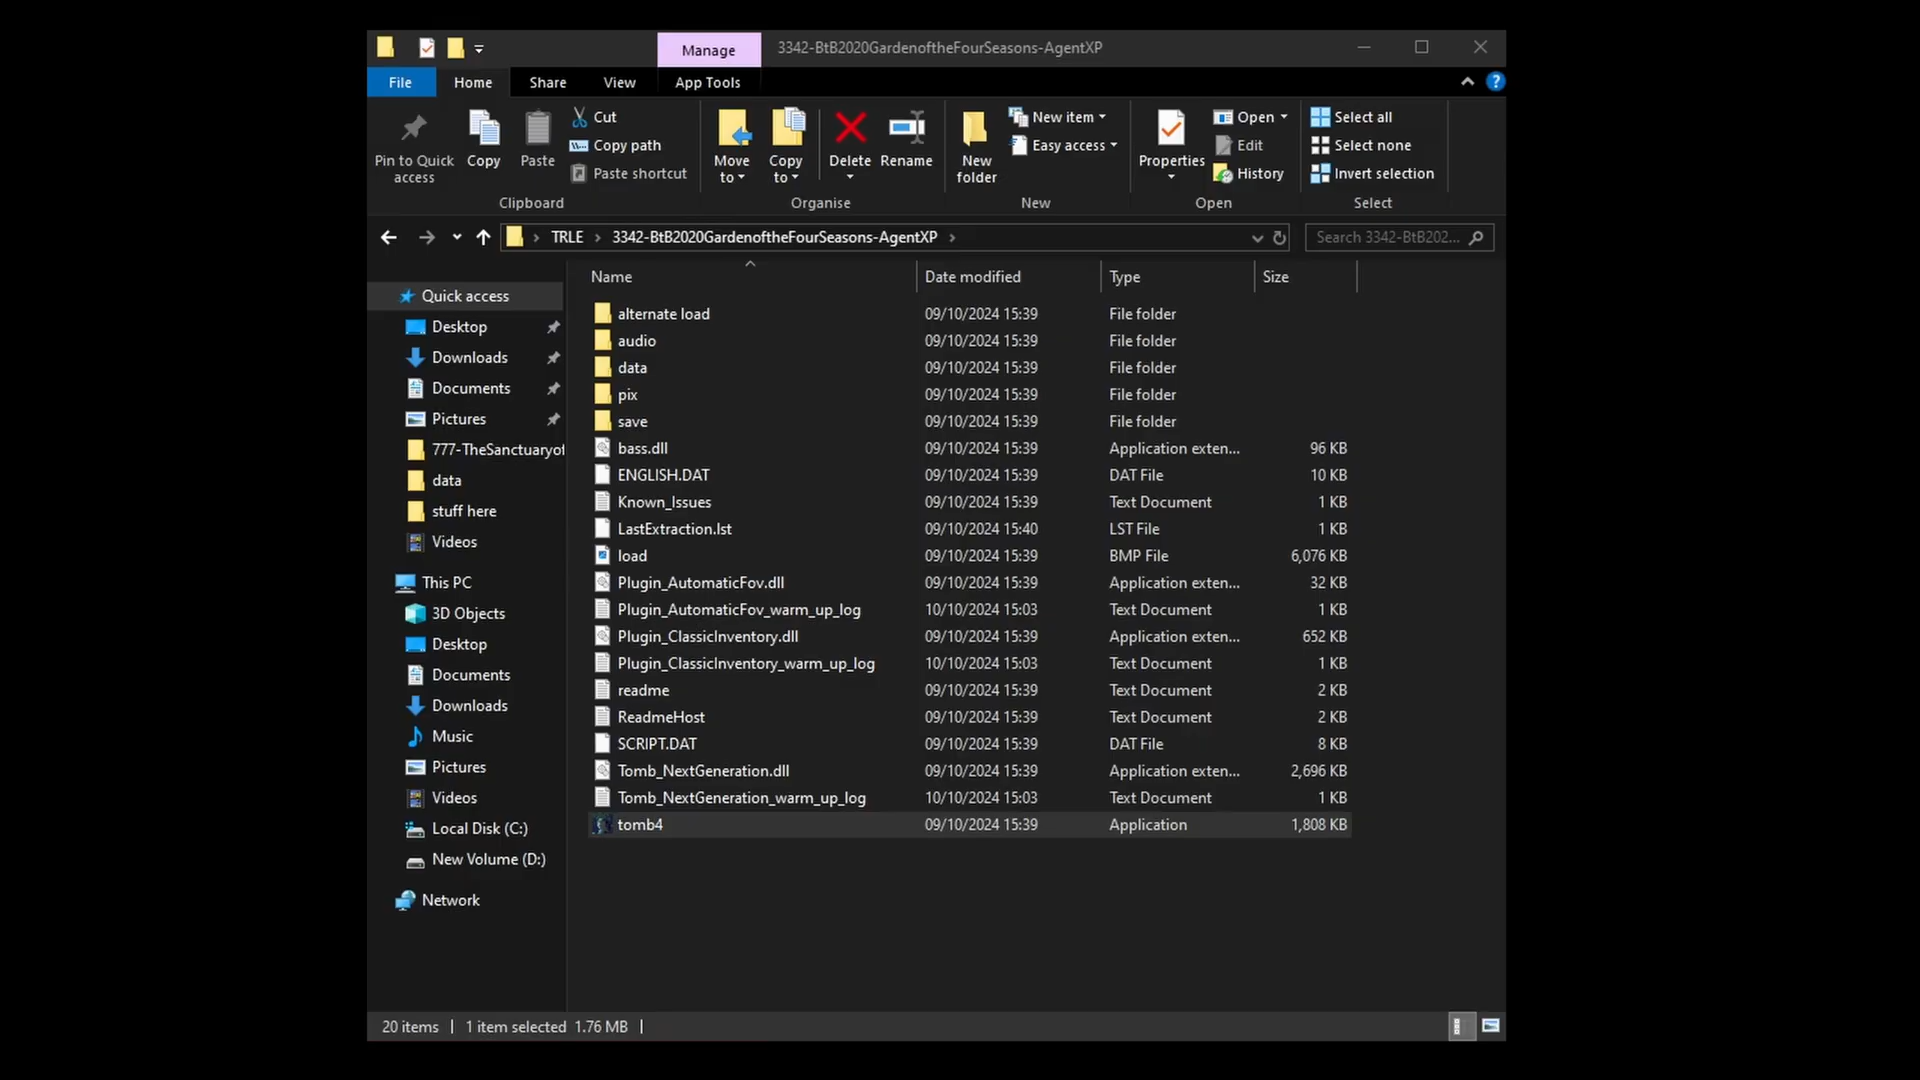 Manage
3342-BtB2020GardenoftheFourSeasons-AgentXP
File
Home
Share
View
App Tools
Pin to Quick access
Copy
Paste
Cut
Copy path
Paste shortcut
Clipboard
Move to
Copy to
Delete
Rename
Organise
New folder
New item
Easy access
New
Properties
Open
Edit
History
Open
Select all
Select none
Invert selection
Select
TRLE
3342-BtB2020GardenoftheFourSeasons-AgentXP
Search 3342-BtB202...
Quick access
Desktop
Downloads
Documents
Pictures
777-TheSanctuaryof
data
stuff here
Videos
This PC
3D Objects
Desktop
Documents
Downloads
Music
Pictures
Videos
Local Disk (C:)
New Volume (D:)
Network
Name Date modified Type Size
alternate load 09/10/2024 15:39 File folder
audio 09/10/2024 15:39 File folder
data 09/10/2024 15:39 File folder
pix 09/10/2024 15:39 File folder
save 09/10/2024 15:39 File folder
bass.dll 09/10/2024 15:39 Application exten... 96 KB
ENGLISH.DAT 09/10/2024 15:39 DAT File 10 KB
Known_Issues 09/10/2024 15:39 Text Document 1 KB
LastExtraction.lst 09/10/2024 15:40 LST File 1 KB
load 09/10/2024 15:39 BMP File 6,076 KB
Plugin_AutomaticFov.dll 09/10/2024 15:39 Application exten... 32 KB
Plugin_AutomaticFov_warm_up_log 10/10/2024 15:03 Text Document 1 KB
Plugin_ClassicInventory.dll 09/10/2024 15:39 Application exten... 652 KB
Plugin_ClassicInventory_warm_up_log 10/10/2024 15:03 Text Document 1 KB
readme 09/10/2024 15:39 Text Document 2 KB
ReadmeHost 09/10/2024 15:39 Text Document 2 KB
SCRIPT.DAT 09/10/2024 15:39 DAT File 8 KB
Tomb_NextGeneration.dll 09/10/2024 15:39 Application exten... 2,696 KB
Tomb_NextGeneration_warm_up_log 10/10/2024 15:03 Text Document 1 KB
tomb4 09/10/2024 15:39 Application 1,808 KB
20 items 1 item selected 1.76 MB